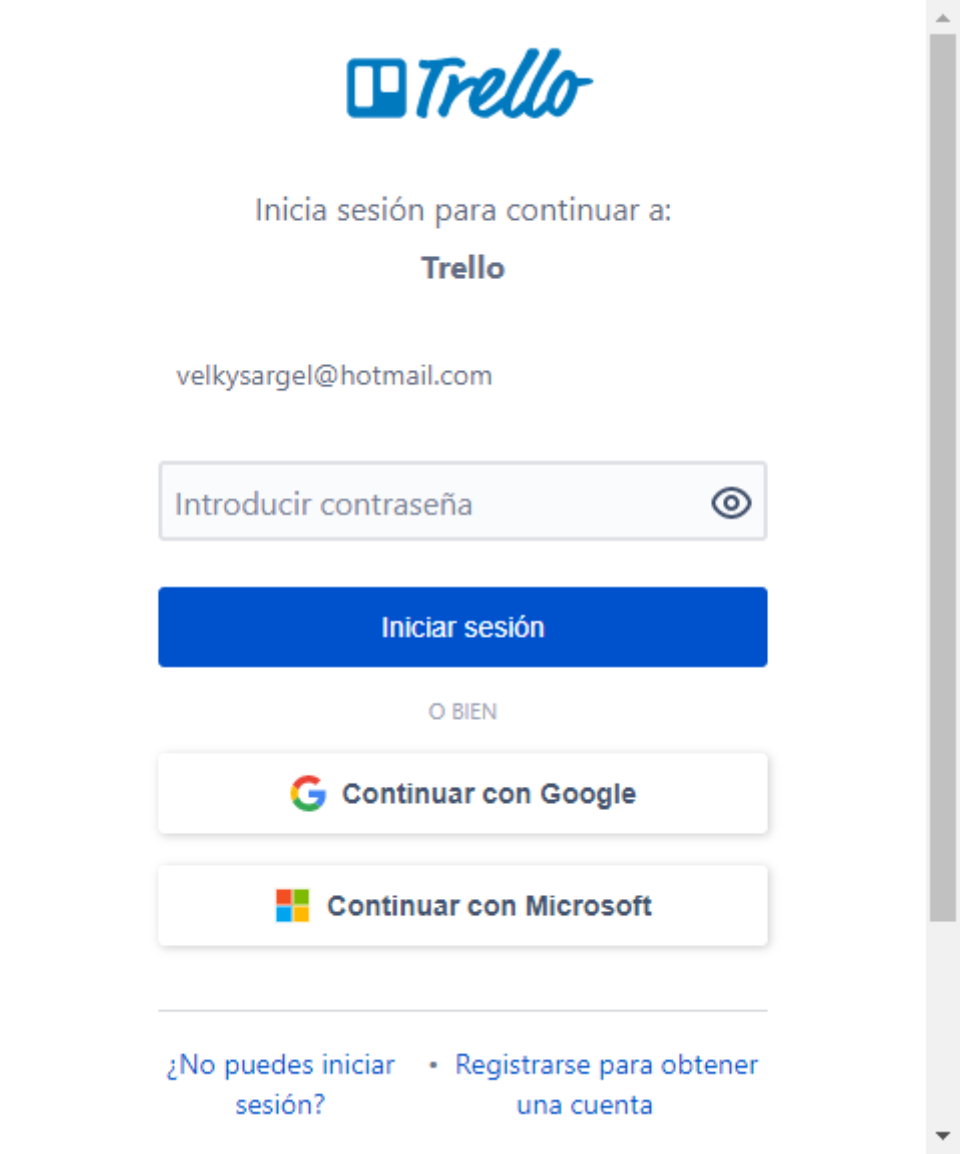 Trello
Inicia sesión para continuar a:
Trello
velkysargel@hotmail.com
Introducir contraseña
Iniciar sesión
O BIEN
Continuar con Google
Continuar con Microsoft
¿No puedes iniciar sesión?
• Registrarse para obtener una cuenta